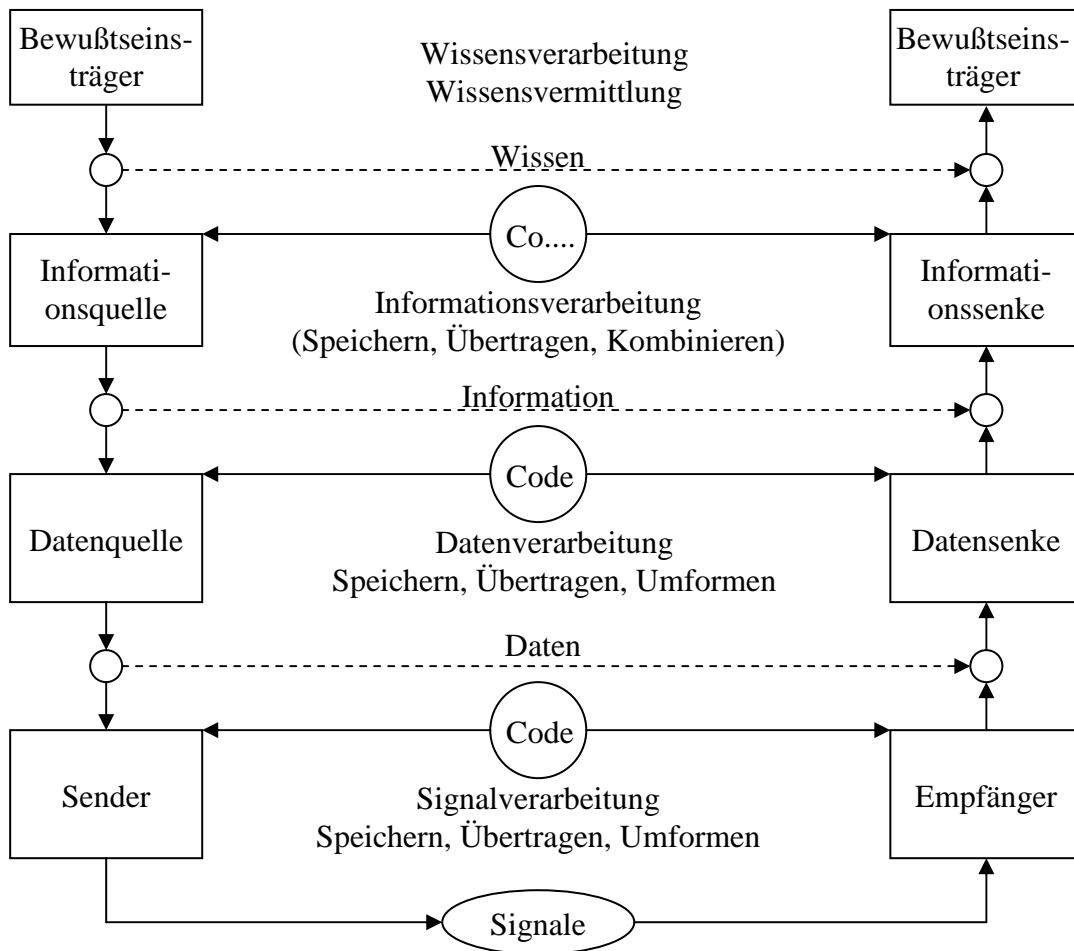 Bewußtseins-
träger
Wissensverarbeitung
Wissensvermittlung
Bewußtseins-
träger
Wissen
Co....
Informati-
onsquelle
Informationsverarbeitung
(Speichern, Übertragen, Kombinieren)
Informati-
onssenke
Information
Code
Datenquelle
Datenverarbeitung
Speichern, Übertragen, Umformen
Datensenke
Daten
Code
Sender
Signalverarbeitung
Speichern, Übertragen, Umformen
Empfänger
Signale